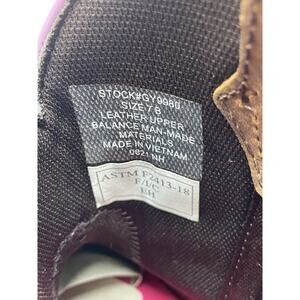 STOCK#GY9980
SIZE 7 B
LEATHER UPPER
BALANCE MAN-MADE
MATERIALS
MADE IN VIETNAM
0821 NH
ASTM F2413-18
F/I/C
EH